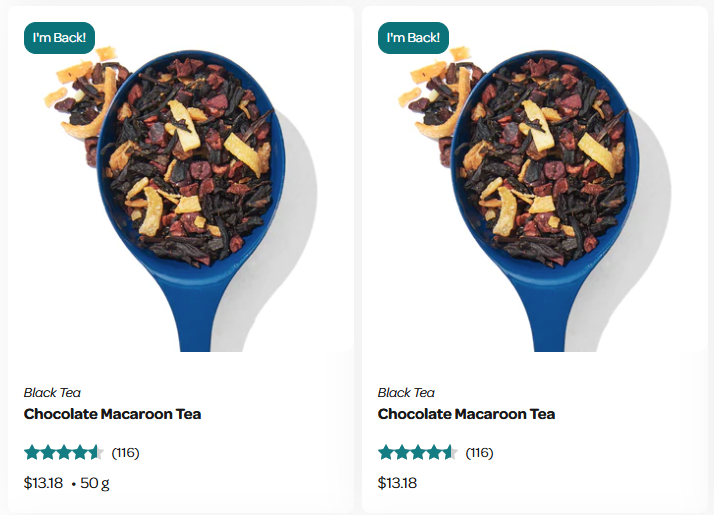 I'm Back!
Black Tea
Chocolate Macaroon Tea
(116)
$13.18 • 50 g
I'm Back!
Black Tea
Chocolate Macaroon Tea
(116)
$13.18